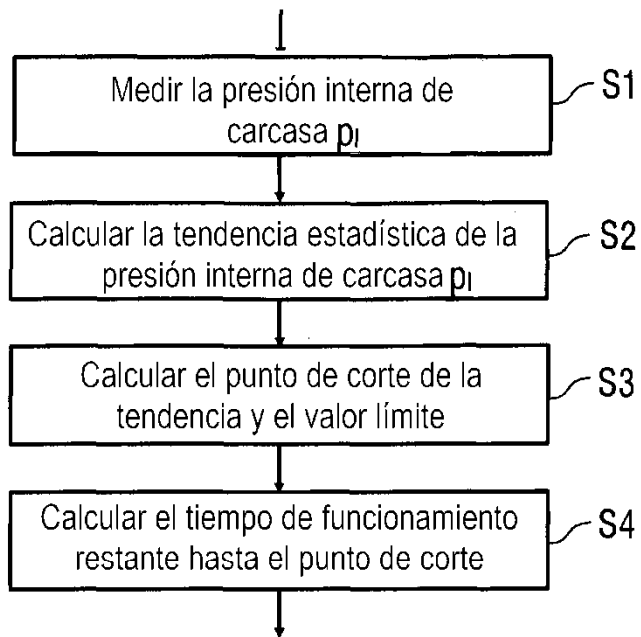 Medir la presión interna de
carcasa pI
S1
Calcular la tendencia estadística de la
presión interna de carcasa pI
S2
Calcular el punto de corte de la
tendencia y el valor límite
S3
Calcular el tiempo de funcionamiento
restante hasta el punto de corte
S4